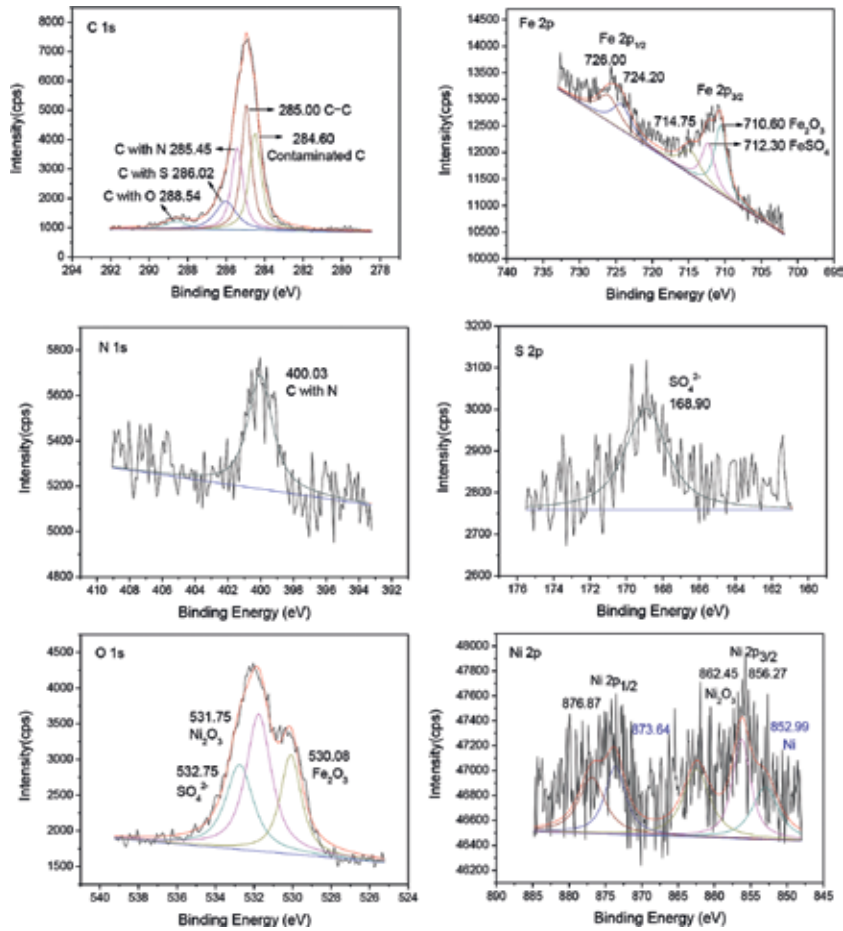 C 1s
8000
7000
6000
5000
4000
3000
2000
1000
0
Intensity(cps)
285.00 C-C
C with N 285.45
284.60
Contaminated C
C with S 286.02
C with O 288.54
294 292 290 288 286 284 282 280 278
Binding Energy (eV)
Fe 2p
14500
14000
13500
13000
12500
12000
11500
11000
10500
10000
Intensity(cps)
Fe 2p1/2
726.00
724.20
Fe 2p3/2
714.75
710.60 Fe2O3
712.30 FeSO4
740 735 730 725 720 715 710 705 700 695
Binding Energy (eV)
N 1s
5800
5600
5400
5200
5000
4800
Intensity(cps)
400.03
C with N
410 408 406 404 402 400 398 396 394 392
Binding Energy (eV)
S 2p
3200
3100
3000
2900
2800
2700
2600
Intensity(cps)
SO4 2-
168.90
176 174 172 170 168 166 164 162 160
Binding Energy (eV)
O 1s
4500
4000
3500
3000
2500
2000
1500
Intensity(cps)
531.75
Ni2O3
532.75
SO4 2-
530.08
Fe2O3
540 538 536 534 532 530 528 526 524
Binding Energy (eV)
Ni 2p
48000
47800
47600
47400
47200
47000
46800
46600
46400
46200
Intensity(cps)
Ni 2p1/2
876.87
873.64
Ni 2p3/2
862.45 856.27
Ni2O3
852.99
Ni
890 885 880 875 870 865 860 855 850 845
Binding Energy (eV)